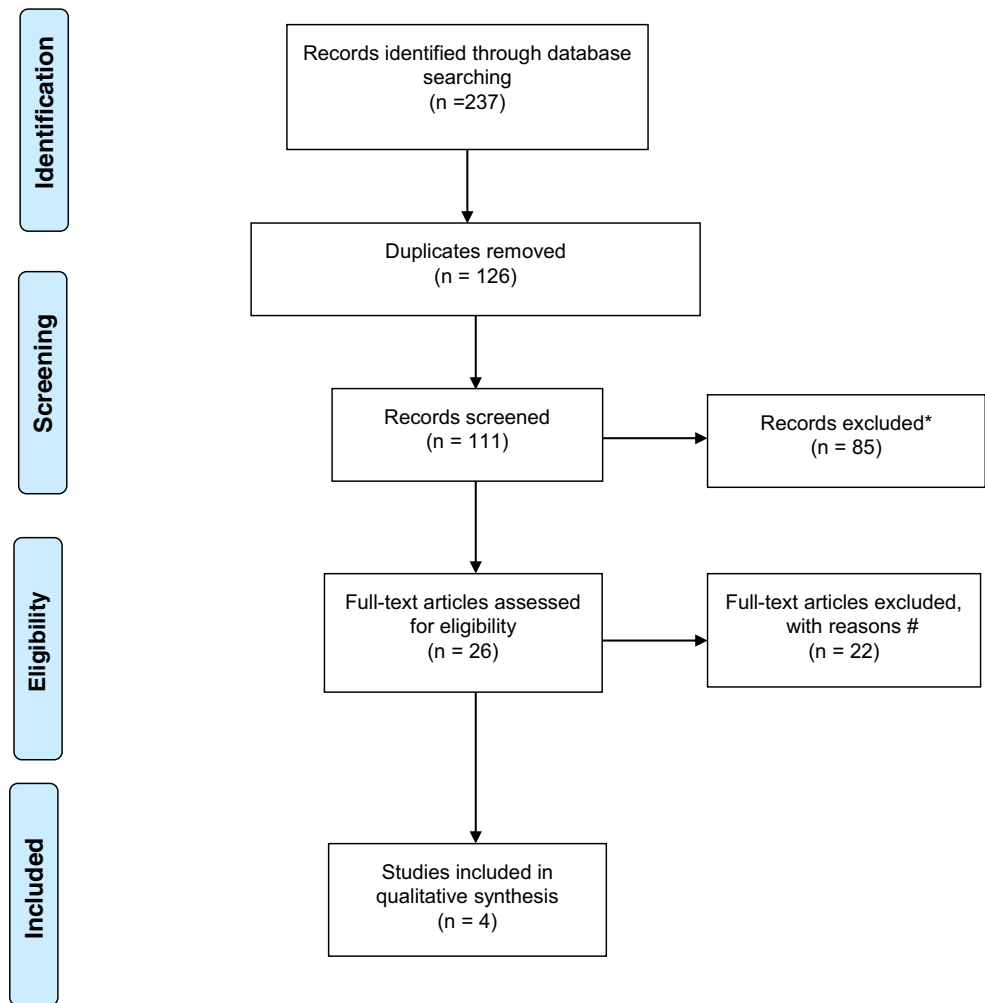 Identification
Records identified through database
searching
(n =237)
Duplicates removed
(n = 126)
Screening
Records screened
(n = 111)
Records excluded*
(n = 85)
Eligibility
Full-text articles assessed
for eligibility
(n = 26)
Full-text articles excluded,
with reasons #
(n = 22)
Included
Studies included in
qualitative synthesis
(n = 4)